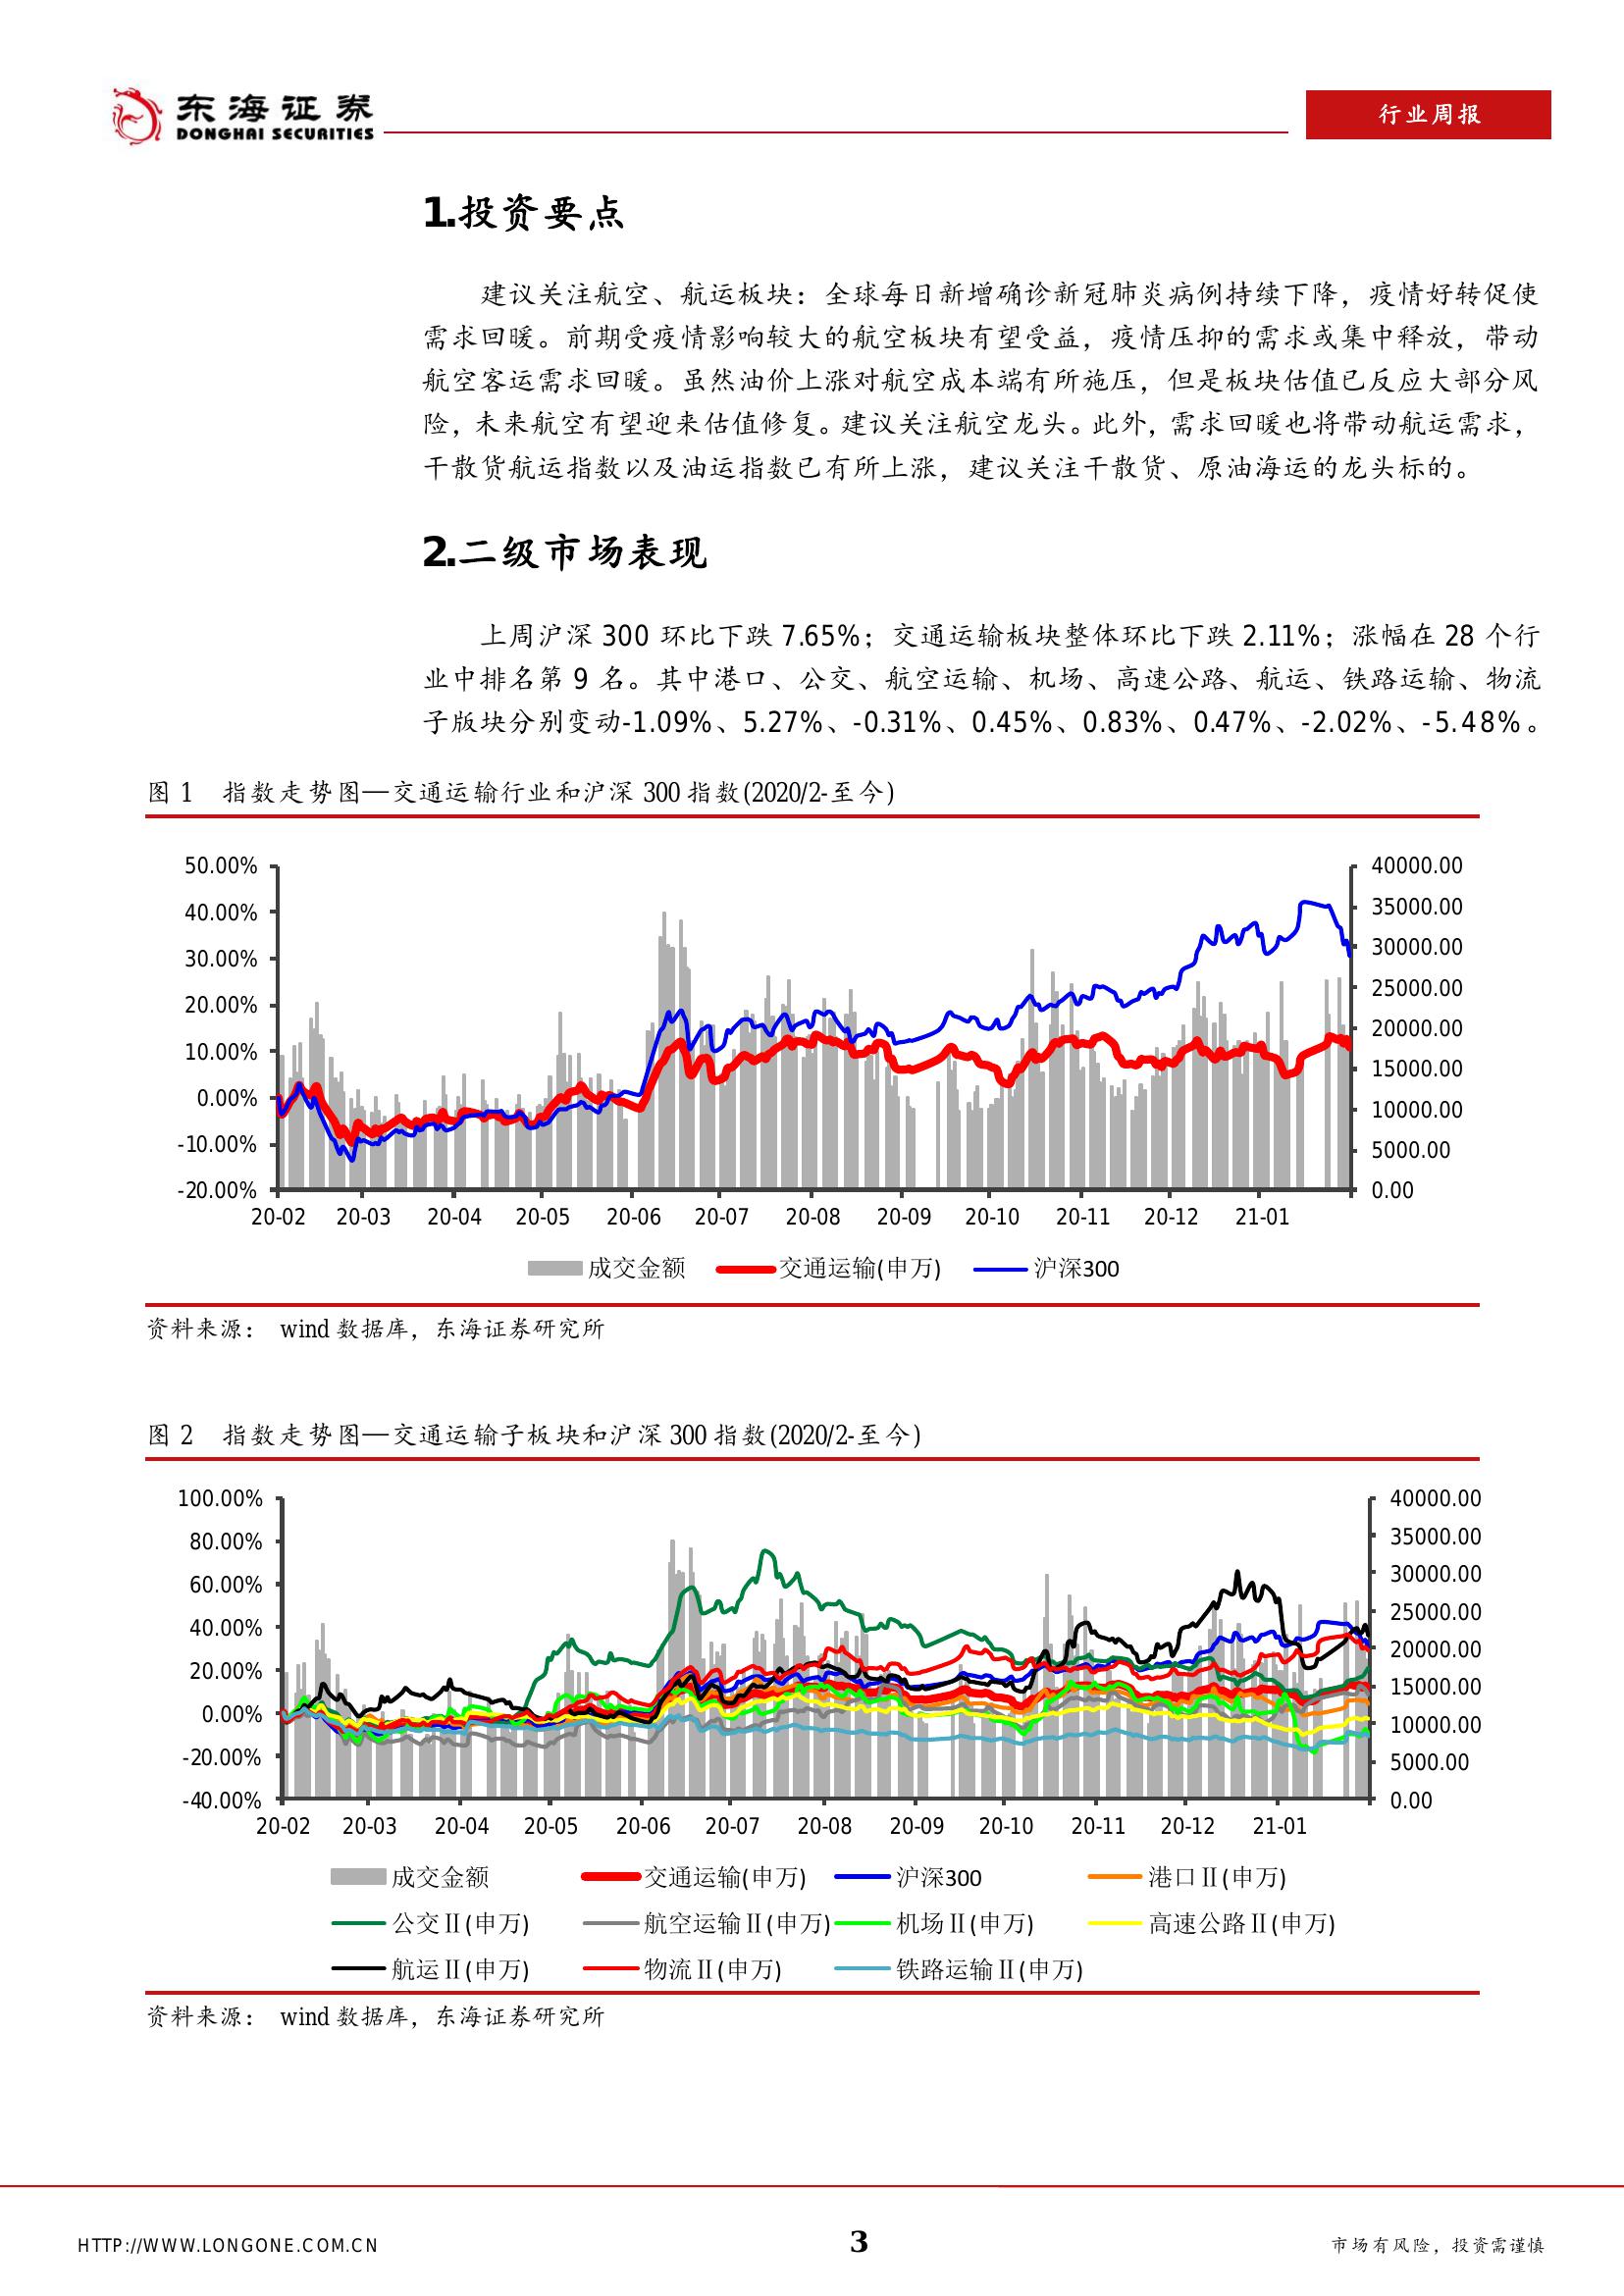 东海证券
DONGHAI SECURITIES
行业周报
1.投资要点
建议关注航空、航运板块：全球每日新增确诊新冠肺炎病例持续下降，疫情好转促使
需求回暖。前期受疫情影响较大的航空板块有望受益，疫情压抑的需求或集中释放，带动
航空客运需求回暖。虽然油价上涨对航空成本端有所施压，但是板块估值已反应大部分风
险，未来航空有望迎来估值修复。建议关注航空龙头。此外，需求回暖也将带动航运需求，
干散货航运指数以及油运指数已有所上涨，建议关注干散货、原油海运的龙头标的。
2.二级市场表现
上周沪深 300 环比下跌 7.65%；交通运输板块整体环比下跌 2.11%；涨幅在 28 个行
业中排名第 9 名。其中港口、公交、航空运输、机场、高速公路、航运、铁路运输、物流
子版块分别变动-1.09%、5.27%、-0.31%、0.45%、0.83%、0.47%、-2.02%、-5.48%。
图 1 指数走势图—交通运输行业和沪深 300 指数(2020/2-至今)
50.00% 40000.00
40.00% 35000.00
30.00% 30000.00
20.00% 25000.00
10.00% 20000.00
0.00% 15000.00
-10.00% 10000.00
-20.00% 5000.00
0.00
20-02 20-03 20-04 20-05 20-06 20-07 20-08 20-09 20-10 20-11 20-12 21-01
成交金额 交通运输(申万) 沪深300
资料来源： wind 数据库，东海证券研究所
图 2 指数走势图—交通运输子板块和沪深 300 指数(2020/2-至今)
100.00% 40000.00
80.00% 35000.00
60.00% 30000.00
40.00% 25000.00
20.00% 20000.00
0.00% 15000.00
-20.00% 10000.00
-40.00% 5000.00
0.00
20-02 20-03 20-04 20-05 20-06 20-07 20-08 20-09 20-10 20-11 20-12 21-01
成交金额 交通运输(申万) 沪深300 港口Ⅱ(申万)
公交Ⅱ(申万) 航空运输Ⅱ(申万) 机场Ⅱ(申万) 高速公路Ⅱ(申万)
航运Ⅱ(申万) 物流Ⅱ(申万) 铁路运输Ⅱ(申万)
资料来源： wind 数据库，东海证券研究所
HTTP://WWW.LONGONE.COM.CN 3 市场有风险，投资需谨慎